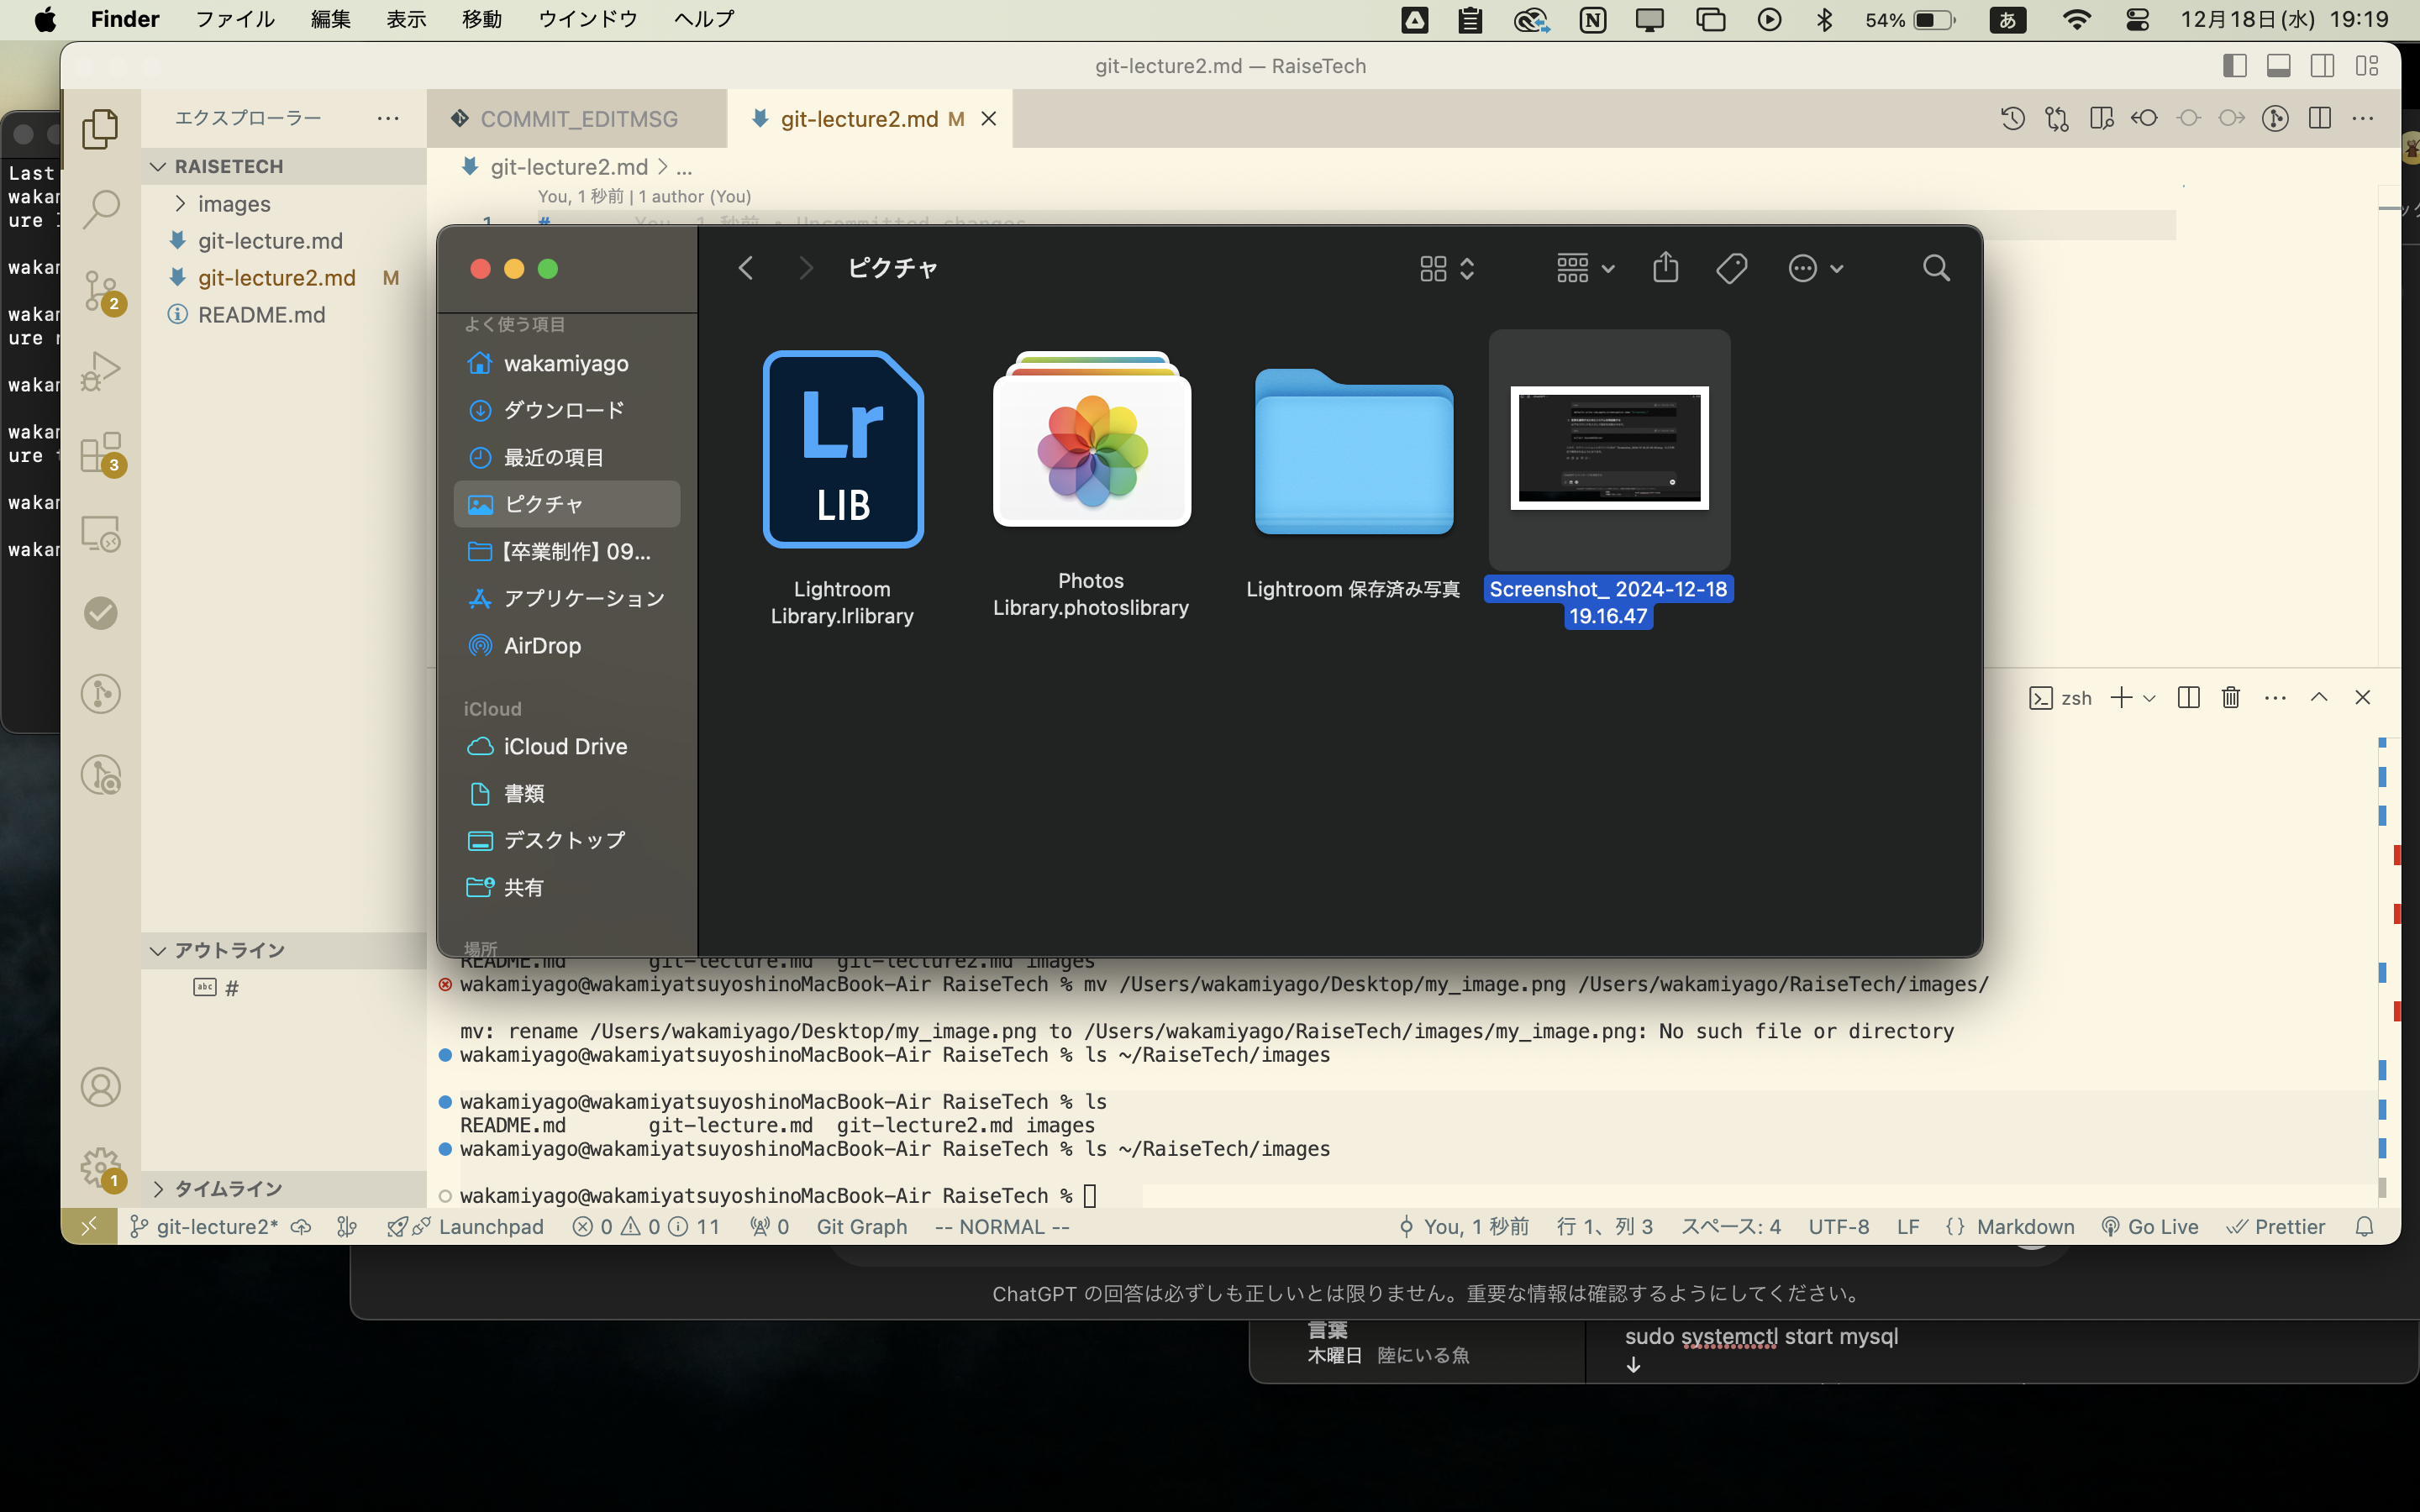 Finder ファイル 編集 表示 移動 ウインドウ ヘルプ 54% あ 12月18日(水) 19:19
git-lecture2.md — RaiseTech
エクスプローラー
COMMIT_EDITMSG
git-lecture2.md M
RAISETECH
images
git-lecture.md
git-lecture2.md M
README.md
2
3
1
アウトライン
abc #
タイムライン
git-lecture2.md > ...
You, 1 秒前 | 1 author (You)
1 # You, 1 秒前 • Uncommitted changes
Last
ピクチャ
よく使う項目
wakamiyago
ダウンロード
最近の項目
ピクチャ
【卒業制作】09...
アプリケーション
AirDrop
iCloud
iCloud Drive
書類
デスクトップ
共有
場所
Lr
LIB
Lightroom
Library.lrlibrary
Photos
Library.photoslibrary
Lightroom 保存済み写真
Screenshot_ 2024-12-18
19.16.47
zsh
README.md git-lecture.md git-lecture2.md images
wakamiyago@wakamiyatsuyoshinoMacBook-Air RaiseTech % mv /Users/wakamiyago/Desktop/my_image.png /Users/wakamiyago/RaiseTech/images/
mv: rename /Users/wakamiyago/Desktop/my_image.png to /Users/wakamiyago/RaiseTech/images/my_image.png: No such file or directory
wakamiyago@wakamiyatsuyoshinoMacBook-Air RaiseTech % ls ~/RaiseTech/images
wakamiyago@wakamiyatsuyoshinoMacBook-Air RaiseTech % ls
README.md git-lecture.md git-lecture2.md images
wakamiyago@wakamiyatsuyoshinoMacBook-Air RaiseTech % ls ~/RaiseTech/images
wakamiyago@wakamiyatsuyoshinoMacBook-Air RaiseTech %
git-lecture2* Launchpad 0 0 11 0 Git Graph -- NORMAL -- You, 1 秒前 行 1、列 3 スペース: 4 UTF-8 LF {} Markdown Go Live Prettier
ChatGPT の回答は必ずしも正しいとは限りません。重要な情報は確認するようにしてください。
言葉
木曜日 陸にいる魚
sudo systemctl start mysql
↓